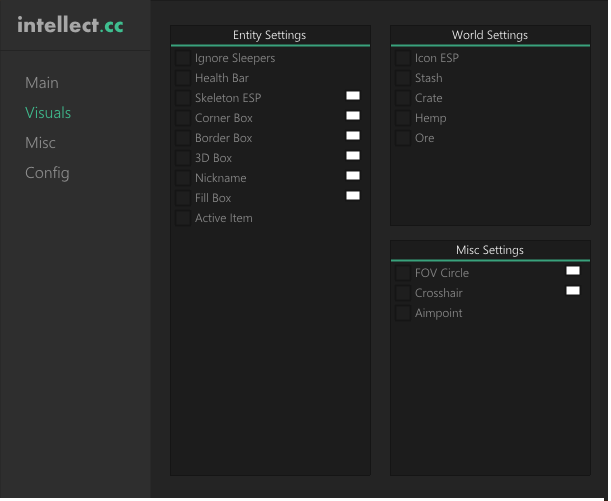 intellect.cc
Main
Visuals
Misc
Config
Entity Settings
Ignore Sleepers
Health Bar
Skeleton ESP
Corner Box
Border Box
3D Box
Nickname
Fill Box
Active Item
World Settings
Icon ESP
Stash
Crate
Hemp
Ore
Misc Settings
FOV Circle
Crosshair
Aimpoint